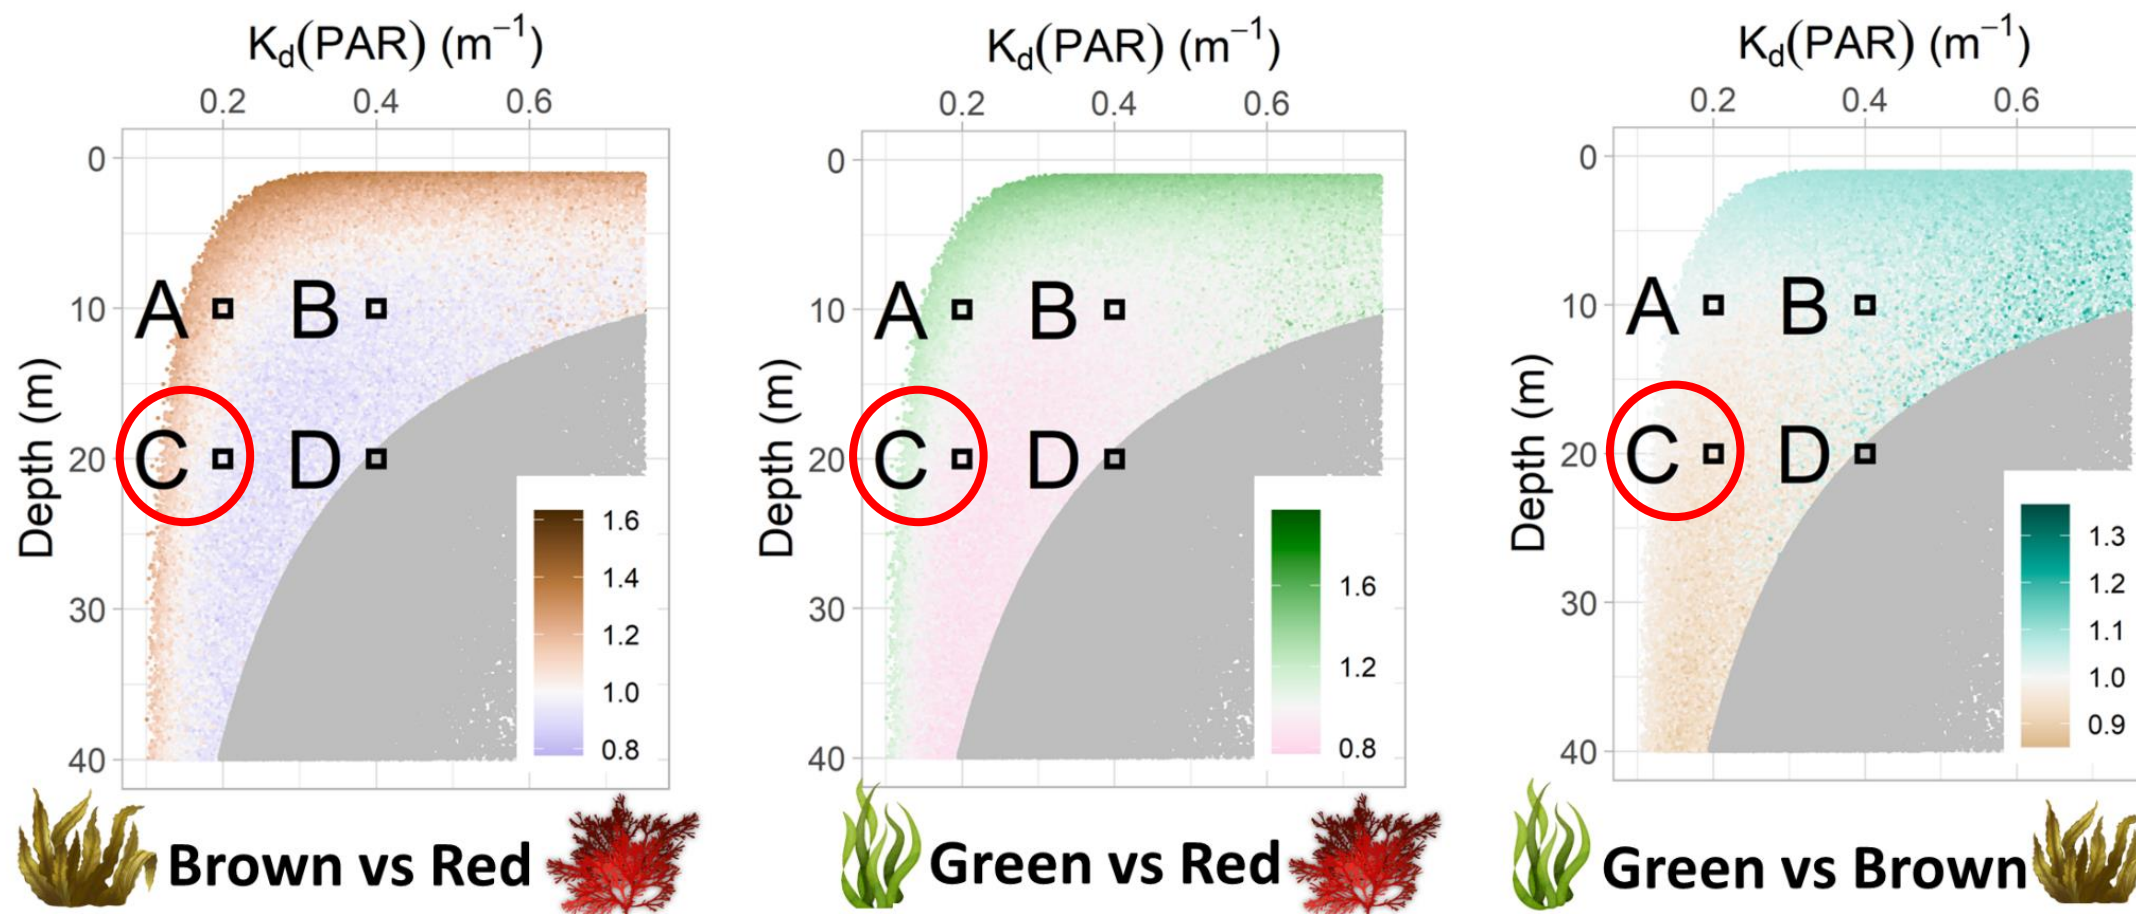 K_d(PAR) (m⁻¹)
0.2 0.4 0.6
0
10
20
30
40
Depth (m)
A B
C D
1.6
1.4
1.2
1.0
0.8
Brown vs Red
K_d(PAR) (m⁻¹)
0.2 0.4 0.6
0
10
20
30
40
Depth (m)
A B
C D
1.6
1.2
0.8
Green vs Red
K_d(PAR) (m⁻¹)
0.2 0.4 0.6
0
10
20
30
40
Depth (m)
A B
C D
1.3
1.2
1.1
1.0
0.9
Green vs Brown